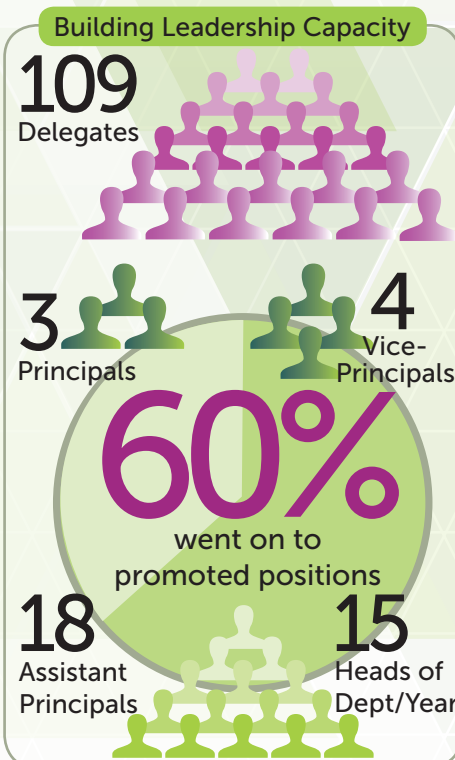 Building Leadership Capacity
109
Delegates
3
Principals
4
Vice-
Principals
60%
went on to
promoted positions
18
Assistant
Principals
15
Heads of
Dept/Year